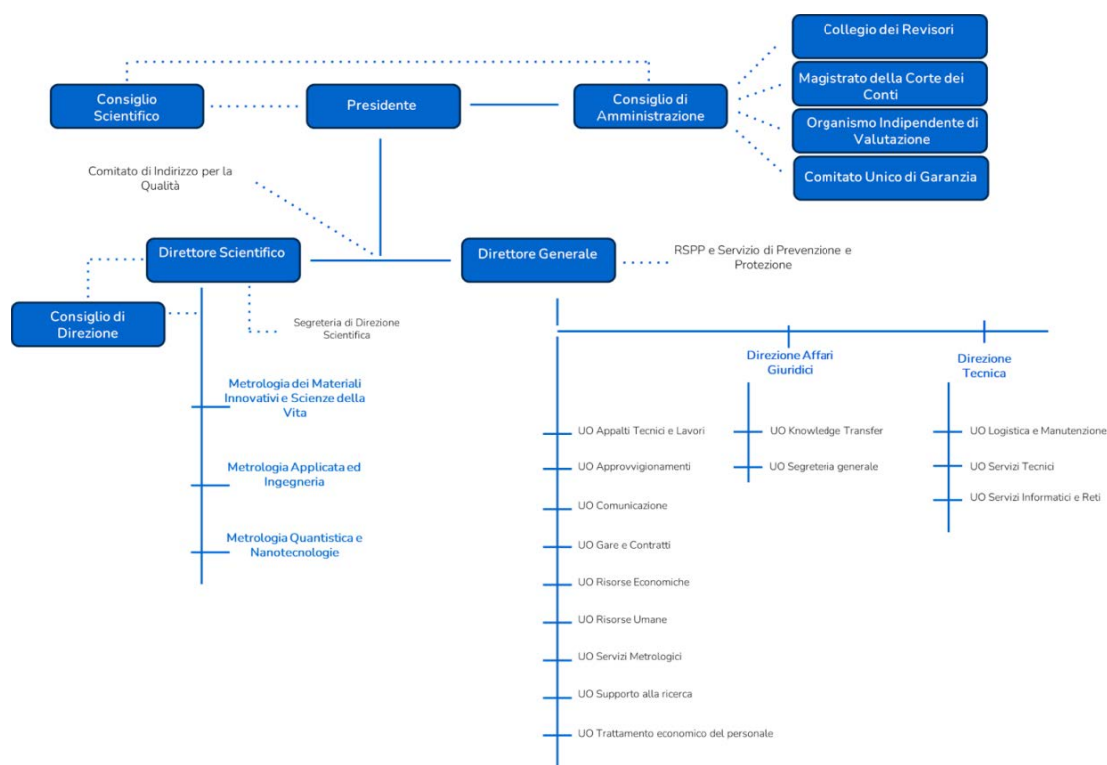 Collegio dei Revisori
Consiglio
Scientifico
Presidente
Consiglio di
Amministrazione
Magistrato della Corte dei
Conti
Organismo Indipendente di
Valutazione
Comitato Unico di Garanzia
Comitato di Indirizzo per la
Qualità
Direttore Scientifico
Direttore Generale
RSPP e Servizio di Prevenzione e
Protezione
Consiglio di
Direzione
Segreteria di Direzione
Scientifica
Metrologia dei Materiali
Innovativi e Scienze della
Vita
Metrologia Applicata ed
Ingegneria
Metrologia Quantistica e
Nanotecnologie
UO Appalti Tecnici e Lavori
UO Approvvigionamenti
UO Comunicazione
UO Gare e Contratti
UO Risorse Economiche
UO Risorse Umane
UO Servizi Metrologici
UO Supporto alla ricerca
UO Trattamento economico del personale
Direzione Affari
Giuridici
UO Knowledge Transfer
UO Segreteria generale
Direzione
Tecnica
UO Logistica e Manutenzione
UO Servizi Tecnici
UO Servizi Informatici e Reti